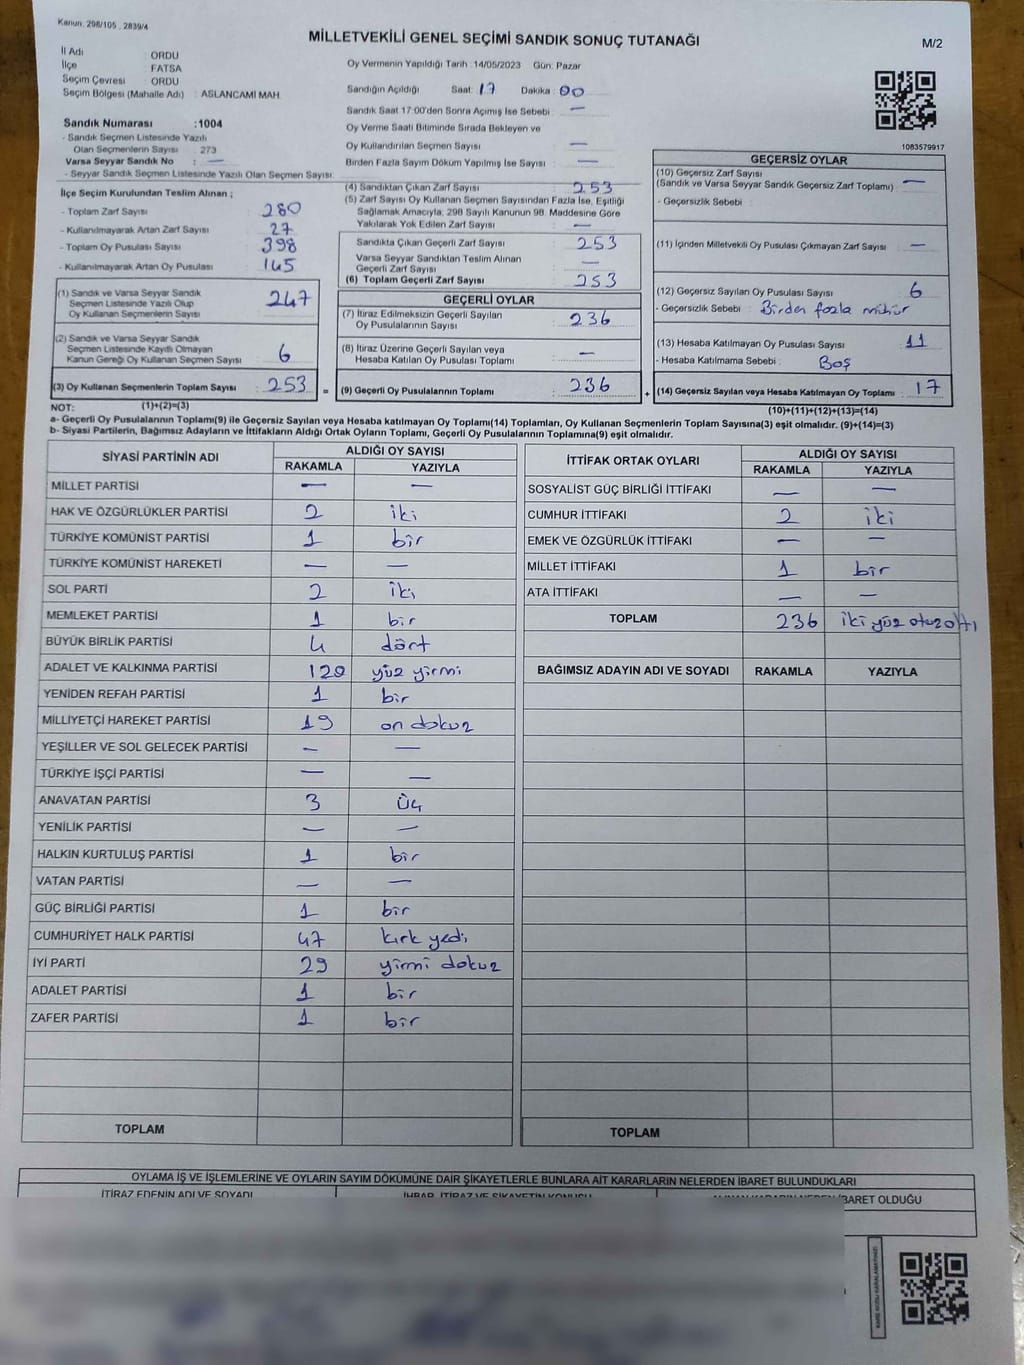 Kanun: 298/105 , 2839/4
MİLLETVEKİLİ GENEL SEÇİMİ SANDIK SONUÇ TUTANAĞI
M/2
İl Adı ORDU
İlçe FATSA
Seçim Çevresi : ORDU
Seçim Bölgesi (Mahalle Adı) : ASLANCAMİ MAH.
Oy Vermenin Yapıldığı Tarih :14/05/2023 Gün: Pazar
Sandığın Açıldığı Saat: 17 Dakika : 00
Sandık Saat 17:00'den Sonra Açımış İse Sebebi : —
Oy Verme Saati Bitiminde Sırada Bekleyen ve
Oy Kullandırılan Seçmen Sayısı : —
Birden Fazla Sayım Döküm Yapılmış İse Sayısı : —
Sandık Numarası :1004
- Sandık Seçmen Listesinde Yazılı
Olan Seçmenlerin Sayısı : 273
Varsa Seyyar Sandık No : —
- Seyyar Sandık Seçmen Listesinde Yazılı Olan Seçmen Sayısı:
1083579917
İlçe Seçim Kurulundan Teslim Alınan ;
- Toplam Zarf Sayısı : 280
- Kullanılmayarak Artan Zarf Sayısı : 27
- Toplam Oy Pusulası Sayısı : 398
- Kullanılmayarak Artan Oy Pusulası : 145
(1) Sandık ve Varsa Seyyar Sandık
Seçmen Listesinde Yazılı Olup
Oy Kullanan Seçmenlerin Sayısı : 247
(2) Sandık ve Varsa Seyyar Sandık
Seçmen Listesinde Kayıtlı Olmayan
Kanun Gereği Oy Kullanan Seçmen Sayısı : 6
(3) Oy Kullanan Seçmenlerin Toplam Sayısı : 253 =
(4) Sandıktan Çıkan Zarf Sayısı : 253
(5) Zarf Sayısı Oy Kullanan Seçmen Sayısından Fazla İse, Eşitliği
Sağlamak Amacıyla, 298 Sayılı Kanunun 98. Maddesine Göre
Yakılarak Yok Edilen Zarf Sayısı : —
Sandıkta Çıkan Geçerli Zarf Sayısı : 253
Varsa Seyyar Sandıktan Teslim Alınan
Geçerli Zarf Sayısı : —
(6) Toplam Geçerli Zarf Sayısı : 253
GEÇERLİ OYLAR
(7) İtiraz Edilmeksizin Geçerli Sayılan
Oy Pusulalarının Sayısı : 236
(8) İtiraz Üzerine Geçerli Sayılan veya
Hesaba Katılan Oy Pusulası Toplamı : —
(9) Geçerli Oy Pusulalarının Toplamı : 236 +
GEÇERSİZ OYLAR
(10) Geçersiz Zarf Sayısı
(Sandık ve Varsa Seyyar Sandık Geçersiz Zarf Toplamı) : —
- Geçersizlik Sebebi :
(11) İçinden Milletvekili Oy Pusulası Çıkmayan Zarf Sayısı : —
(12) Geçersiz Sayılan Oy Pusulası Sayısı : 6
- Geçersizlik Sebebi : Birden fazla mühür
(13) Hesaba Katılmayan Oy Pusulası Sayısı : 11
- Hesaba Katılmama Sebebi : Boş
(14) Geçersiz Sayılan veya Hesaba Katılmayan Oy Toplamı : 17
NOT: (1)+(2)=(3)
(10)+(11)+(12)+(13)=(14)
a- Geçerli Oy Pusulalarının Toplamı(9) ile Geçersiz Sayılan veya Hesaba katılmayan Oy Toplamı(14) Toplamları, Oy Kullanan Seçmenlerin Toplam Sayısına(3) eşit olmalıdır. (9)+(14)=(3)
b- Siyasi Partilerin, Bağımsız Adayların ve İttifakların Aldığı Ortak Oyların Toplamı, Geçerli Oy Pusulalarının Toplamına(9) eşit olmalıdır.
SİYASİ PARTİNİN ADI ALDIĞI OY SAYISI
RAKAMLA YAZIYLA
MİLLET PARTİSİ — —
HAK VE ÖZGÜRLÜKLER PARTİSİ 2 iki
TÜRKİYE KOMÜNİST PARTİSİ 1 bir
TÜRKİYE KOMÜNİST HAREKETİ — —
SOL PARTİ 2 iki
MEMLEKET PARTİSİ 1 bir
BÜYÜK BİRLİK PARTİSİ 4 dört
ADALET VE KALKINMA PARTİSİ 120 yüz yirmi
YENİDEN REFAH PARTİSİ 1 bir
MİLLİYETÇİ HAREKET PARTİSİ 19 on dokuz
YEŞİLLER VE SOL GELECEK PARTİSİ — —
TÜRKİYE İŞÇİ PARTİSİ — —
ANAVATAN PARTİSİ 3 üç
YENİLİK PARTİSİ — —
HALKIN KURTULUŞ PARTİSİ 1 bir
VATAN PARTİSİ — —
GÜÇ BİRLİĞİ PARTİSİ 1 bir
CUMHURİYET HALK PARTİSİ 47 kırk yedi
İYİ PARTİ 29 yirmi dokuz
ADALET PARTİSİ 1 bir
ZAFER PARTİSİ 1 bir
TOPLAM
İTTİFAK ORTAK OYLARI ALDIĞI OY SAYISI
RAKAMLA YAZIYLA
SOSYALİST GÜÇ BİRLİĞİ İTTİFAKI — —
CUMHUR İTTİFAKI 2 iki
EMEK VE ÖZGÜRLÜK İTTİFAKI — —
MİLLET İTTİFAKI 1 bir
ATA İTTİFAKI — —
TOPLAM 236 iki yüz otuz altı
BAĞIMSIZ ADAYIN ADI VE SOYADI RAKAMLA YAZIYLA
TOPLAM
OYLAMA İŞ VE İŞLEMLERİNE VE OYLARIN SAYIM DÖKÜMÜNE DAİR ŞİKAYETLERLE BUNLARA AİT KARARLARIN NELERDEN İBARET BULUNDUKLARI
İTİRAZ EDENİN ADI VE SOYADI
İHBAR, İTİRAZ VE ŞİKAYETİN KONUSU
İBARET OLDUĞU